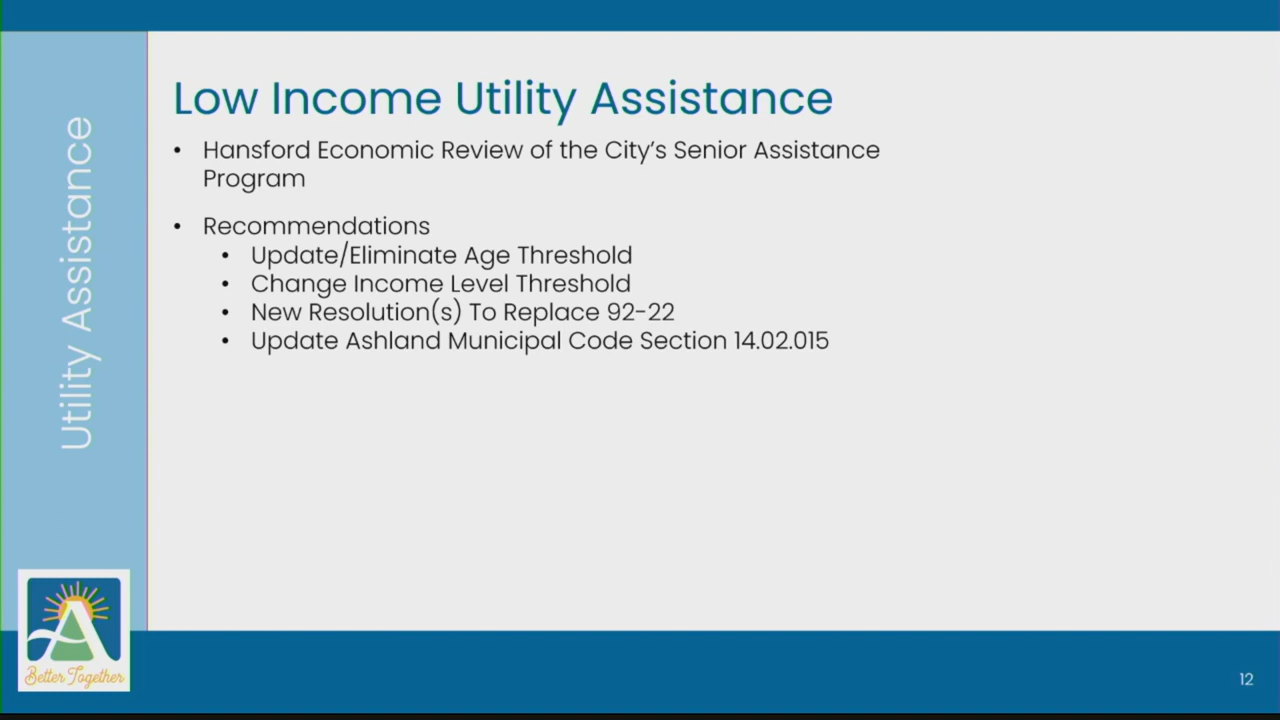 Utility Assistance
Low Income Utility Assistance
• Hansford Economic Review of the City's Senior Assistance
Program
• Recommendations
• Update/Eliminate Age Threshold
• Change Income Level Threshold
• New Resolution(s) To Replace 92-22
• Update Ashland Municipal Code Section 14.02.015
A
Better Together
12